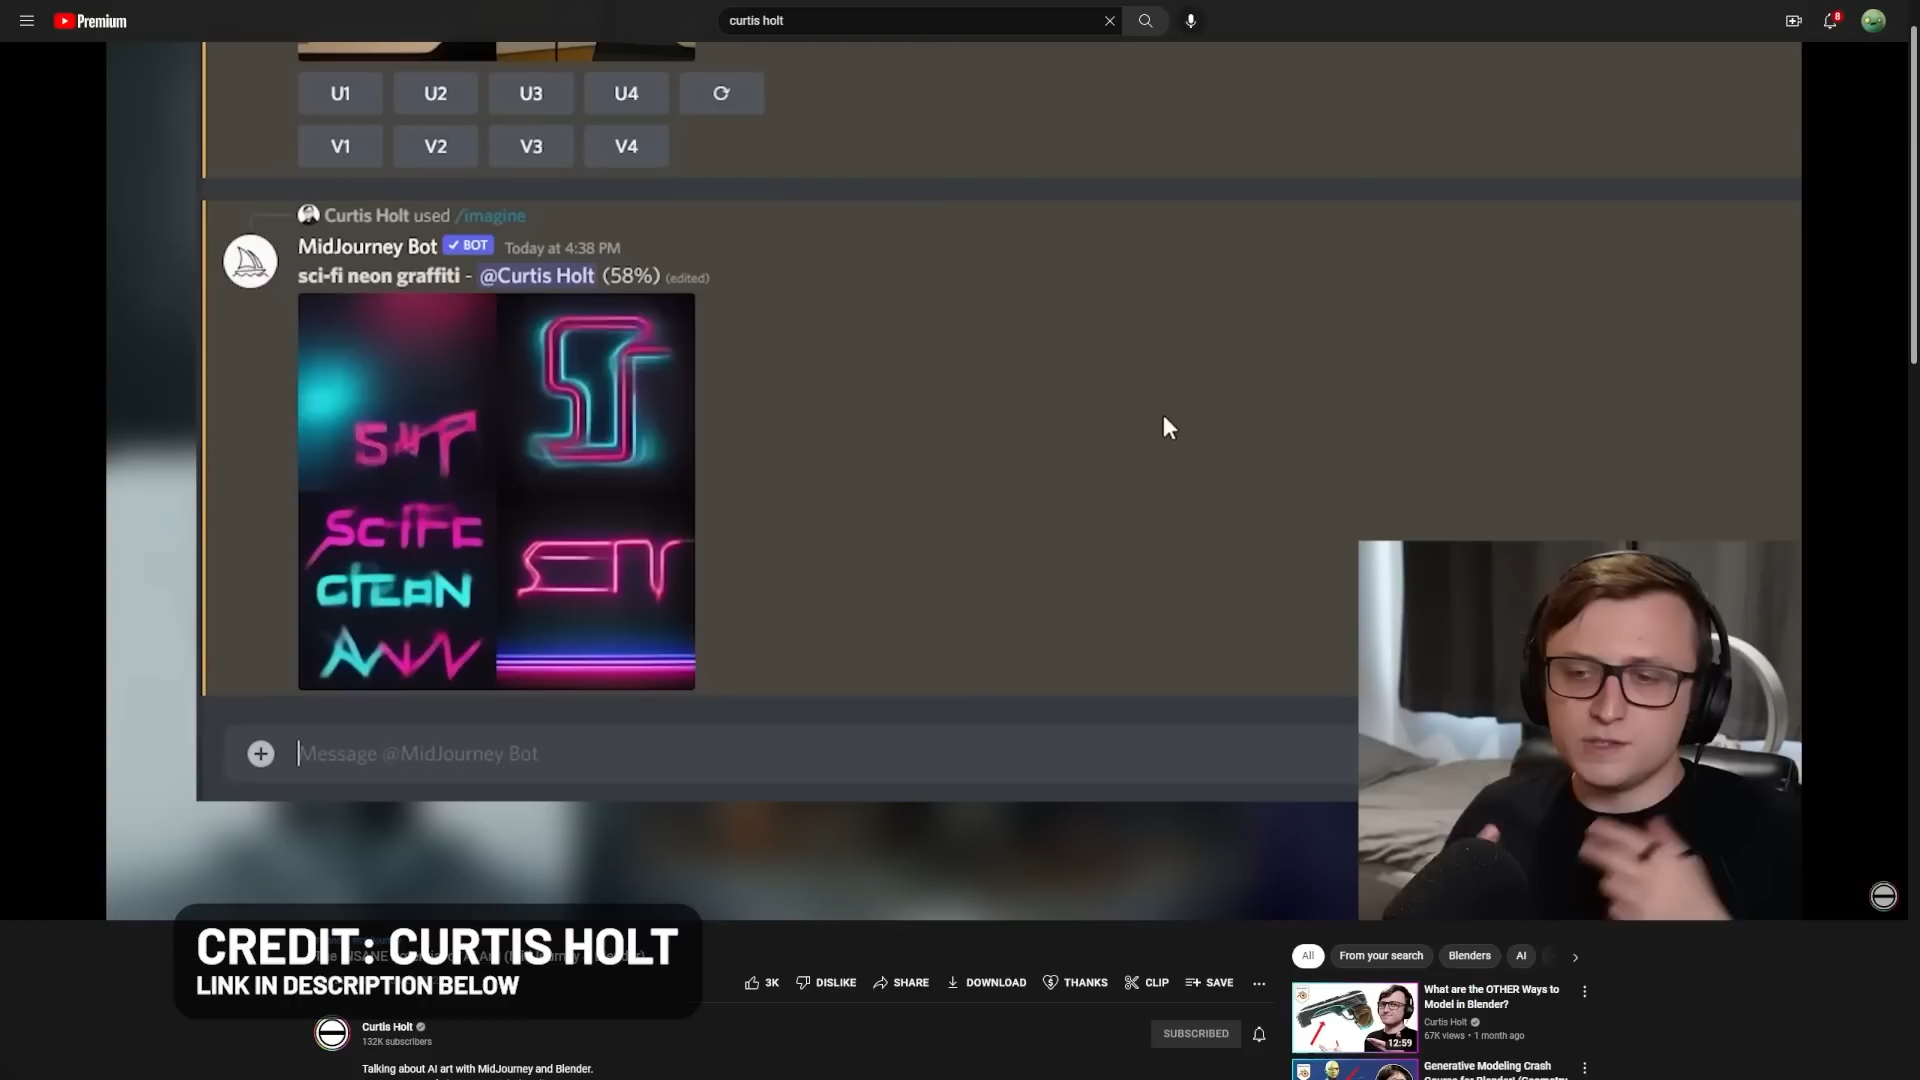 Premium
curtis holt
8
U1 U2 U3 U4
V1 V2 V3 V4
Curtis Holt used /imagine
MidJourney Bot ✓ BOT Today at 4:38 PM
sci-fi neon graffiti - @Curtis Holt (58%) (edited)
SCIFC
CTEAN
Message @MidJourney Bot
CREDIT: CURTIS HOLT
LINK IN DESCRIPTION BELOW
3K DISLIKE SHARE DOWNLOAD THANKS CLIP SAVE ...
Curtis Holt
132K subscribers
SUBSCRIBED
Talking about AI art with MidJourney and Blender.
All From your search Blenders AI
What are the OTHER Ways to
Model in Blender?
Curtis Holt
67K views • 1 month ago
12:59
Generative Modeling Crash